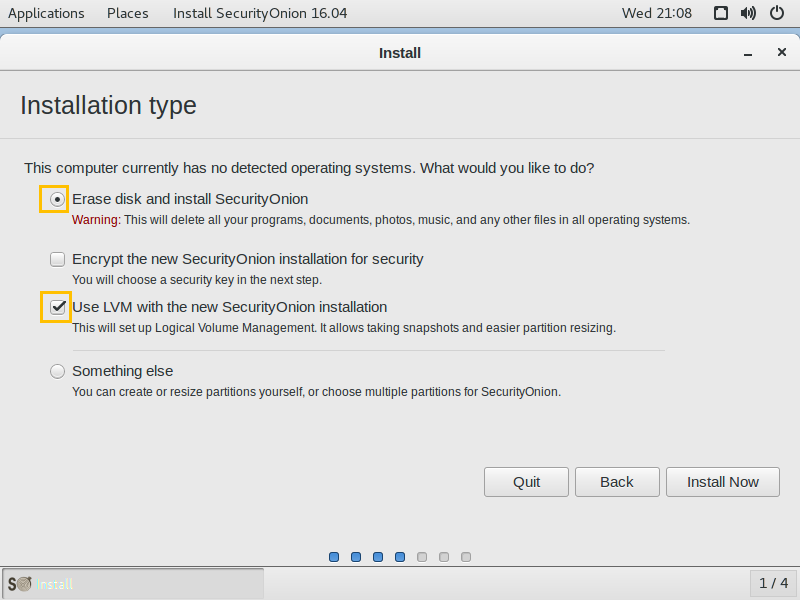 Applications Places Install SecurityOnion 16.04 Wed 21:08
Install
Installation type
This computer currently has no detected operating systems. What would you like to do?
Erase disk and install SecurityOnion
Warning: This will delete all your programs, documents, photos, music, and any other files in all operating systems.
Encrypt the new SecurityOnion installation for security
You will choose a security key in the next step.
Use LVM with the new SecurityOnion installation
This will set up Logical Volume Management. It allows taking snapshots and easier partition resizing.
Something else
You can create or resize partitions yourself, or choose multiple partitions for SecurityOnion.
Quit Back Install Now
SO Install 1 / 4